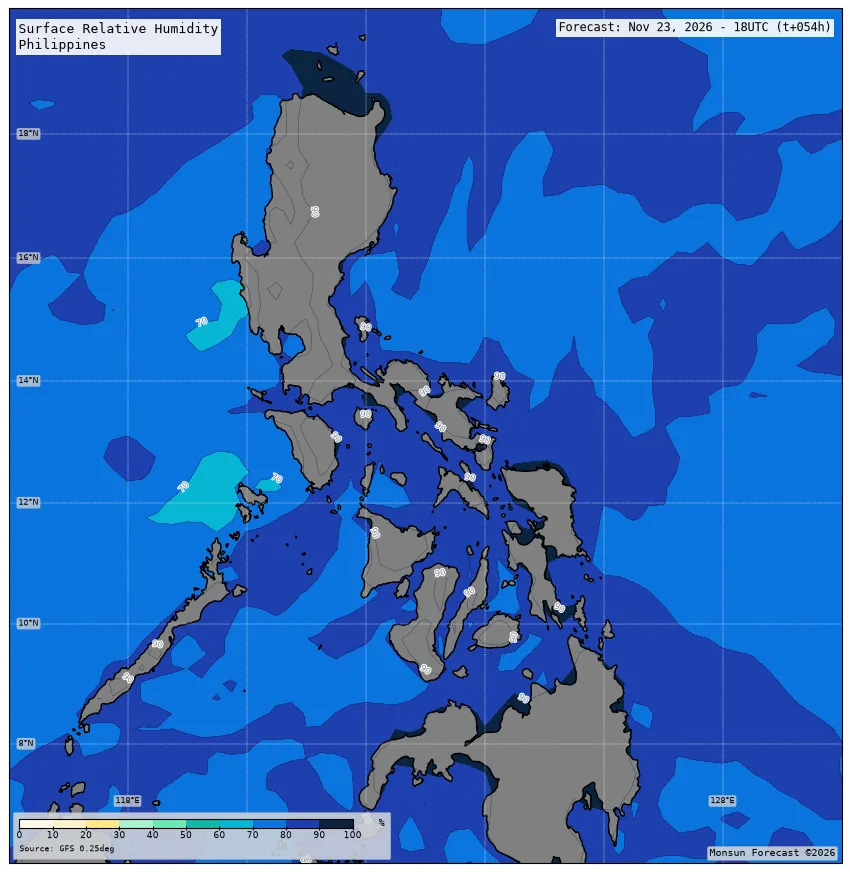 Surface Relative Humidity
Philippines
Forecast: Nov 23, 2026 - 18UTC (t+054h)
18°N
90
16°N
70
90
14°N
90
90
90
90
90
90
70
90
70
12°N
90
90
90
90
10°N
90
90
90
90
90
8°N
118°E
128°E
%
0 10 20 30 40 50 60 70 80 90 100
Source: GFS 0.25deg
Monsun Forecast ©2026